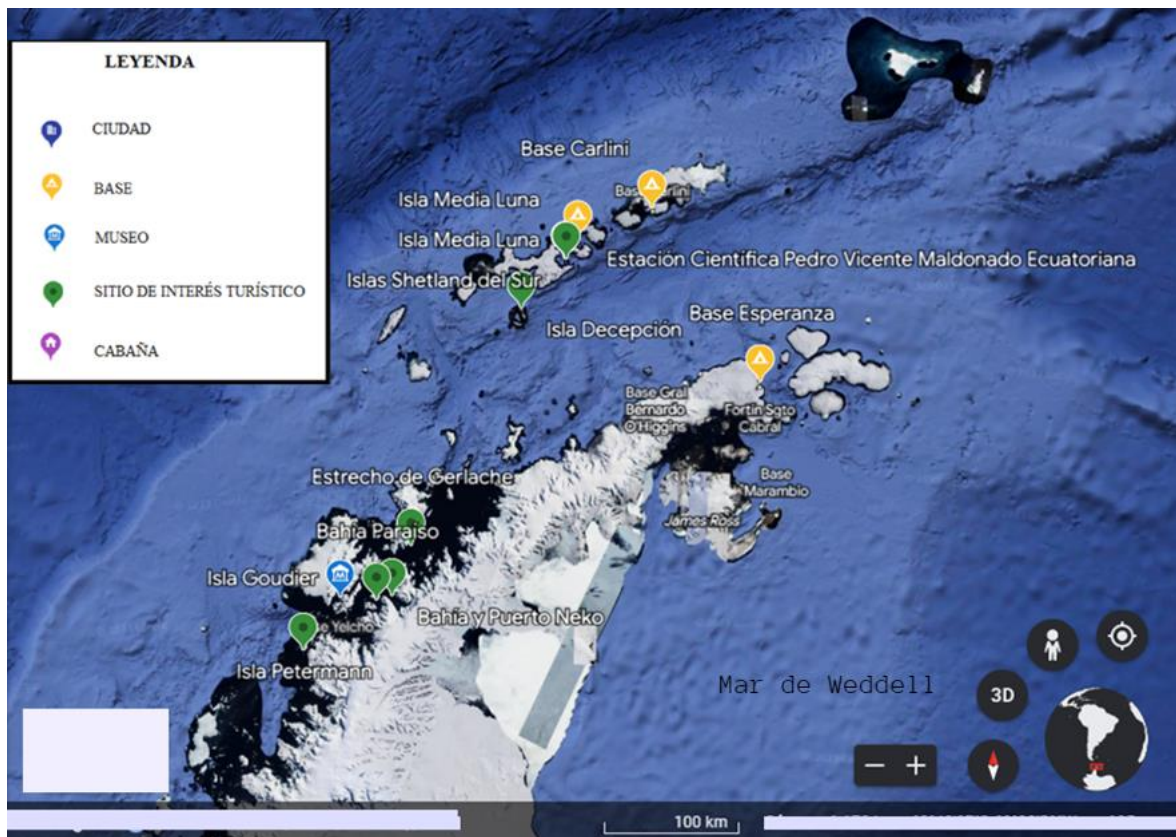 LEYENDA
CIUDAD
BASE
MUSEO
SITIO DE INTERÉS TURÍSTICO
CABAÑA
Base Carlini
Isla Media Luna
Isla Media Luna
Estación Científica Pedro Vicente Maldonado Ecuatoriana
Islas Shetland del Sur
Isla Decepción
Base Esperanza
Base Gral
Bernardo
O'Higgins
Fortín Sgto
Cabral
Base
Marambio
James Ross
Estrecho de Gerlache
Bahía Paraíso
Isla Goudier
Bahía y Puerto Neko
Yelcho
Isla Petermann
Mar de Weddell
3D
100 km